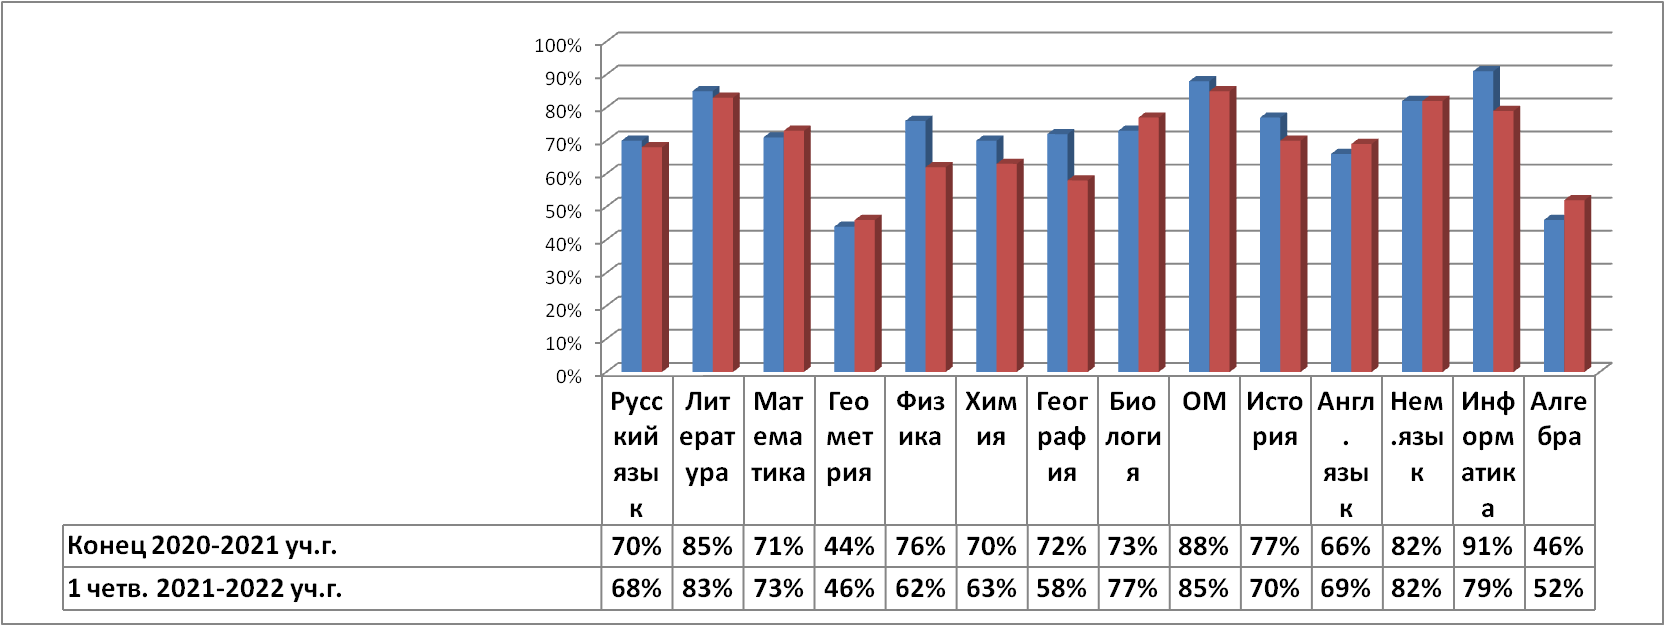 100%
90%
80%
70%
60%
50%
40%
30%
20%
10%
0%
Русс Лит Мат Гео Физ Хим Геог Био ОМ Исто Англ Нем Инф Алге
кий ерат ема мет ика ия раф логи рия . .язы орм бра
язы ура тика рия ия я язы к атик
к к а
Конец 2020-2021 уч.г. 70% 85% 71% 44% 76% 70% 72% 73% 88% 77% 66% 82% 91% 46%
1 четв. 2021-2022 уч.г. 68% 83% 73% 46% 62% 63% 58% 77% 85% 70% 69% 82% 79% 52%